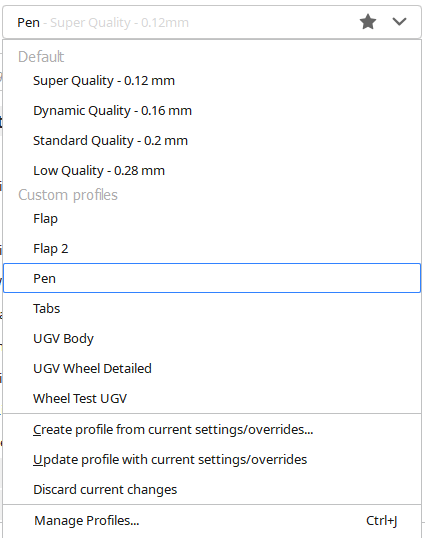 Pen - Super Quality - 0.12mm
Default
Super Quality - 0.12 mm
Dynamic Quality - 0.16 mm
Standard Quality - 0.2 mm
Low Quality - 0.28 mm
Custom profiles
Flap
Flap 2
Pen
Tabs
UGV Body
UGV Wheel Detailed
Wheel Test UGV
Create profile from current settings/overrides...
Update profile with current settings/overrides
Discard current changes
Manage Profiles... Ctrl+J